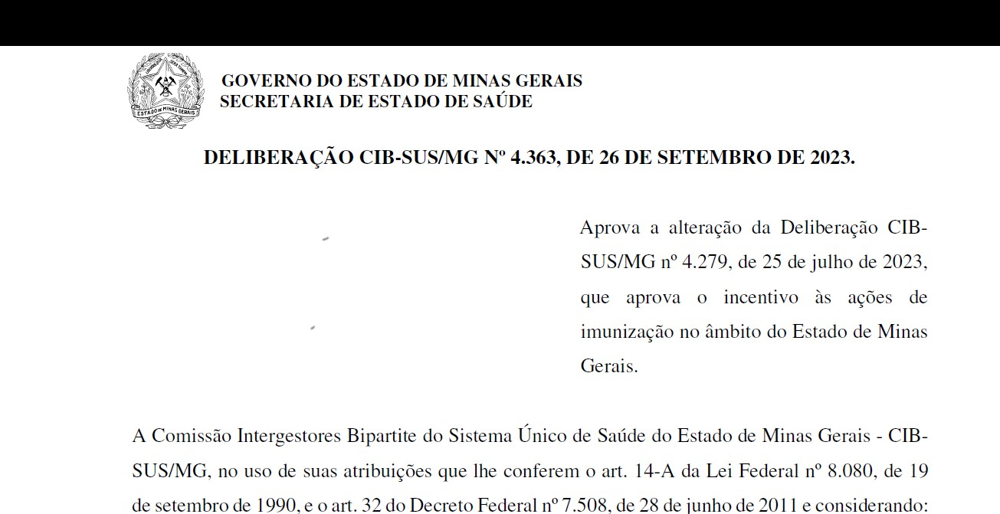 GOVERNO DO ESTADO DE MINAS GERAIS
SECRETARIA DE ESTADO DE SAÚDE
ESTADO DE MINAS GERAIS
DELIBERAÇÃO CIB-SUS/MG Nº 4.363, DE 26 DE SETEMBRO DE 2023.
Aprova a alteração da Deliberação CIB-
SUS/MG nº 4.279, de 25 de julho de 2023,
que aprova o incentivo às ações de
imunização no âmbito do Estado de Minas
Gerais.
A Comissão Intergestores Bipartite do Sistema Único de Saúde do Estado de Minas Gerais - CIB-
SUS/MG, no uso de suas atribuições que lhe conferem o art. 14-A da Lei Federal nº 8.080, de 19
de setembro de 1990, e o art. 32 do Decreto Federal nº 7.508, de 28 de junho de 2011 e considerando: